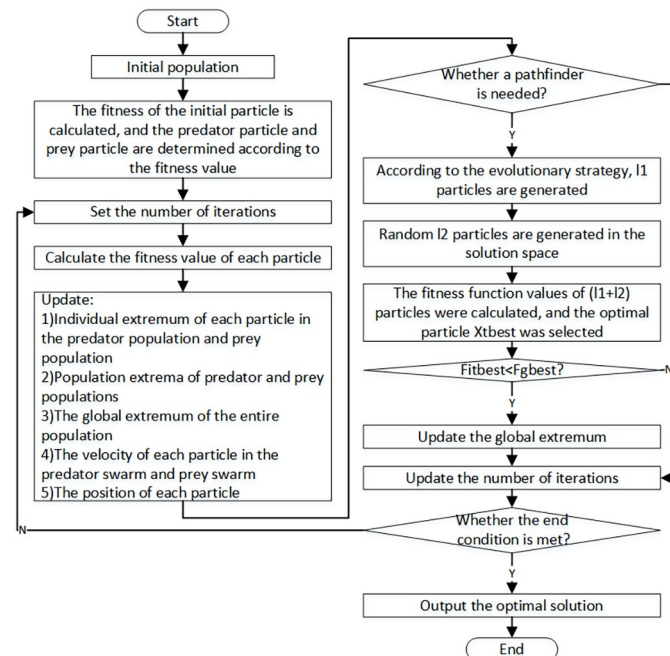 Start
Initial population
The fitness of the initial particle is
calculated, and the predator particle and
prey particle are determined according to
the fitness value
Set the number of iterations
Calculate the fitness value of each particle
Update:
1)Individual extremum of each particle in
the predator population and prey
population
2)Population extrema of predator and prey
populations
3)The global extremum of the entire
population
4)The velocity of each particle in the
predator swarm and prey swarm
5)The position of each particle
N
Whether a pathfinder
is needed?
Y
According to the evolutionary strategy, l1
particles are generated
Random l2 particles are generated in the
solution space
The fitness function values of (l1+l2)
particles were calculated, and the optimal
particle Xtbest was selected
Fitbest<Fgbest?
N
Y
Update the global extremum
Update the number of iterations
Whether the end
condition is met?
Y
Output the optimal solution
End